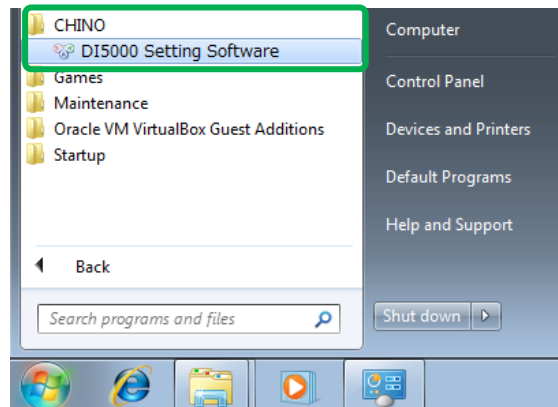 CHINO
DI5000 Setting Software
Games
Maintenance
Oracle VM VirtualBox Guest Additions
Startup
Back
Search programs and files
Computer
Control Panel
Devices and Printers
Default Programs
Help and Support
Shut down